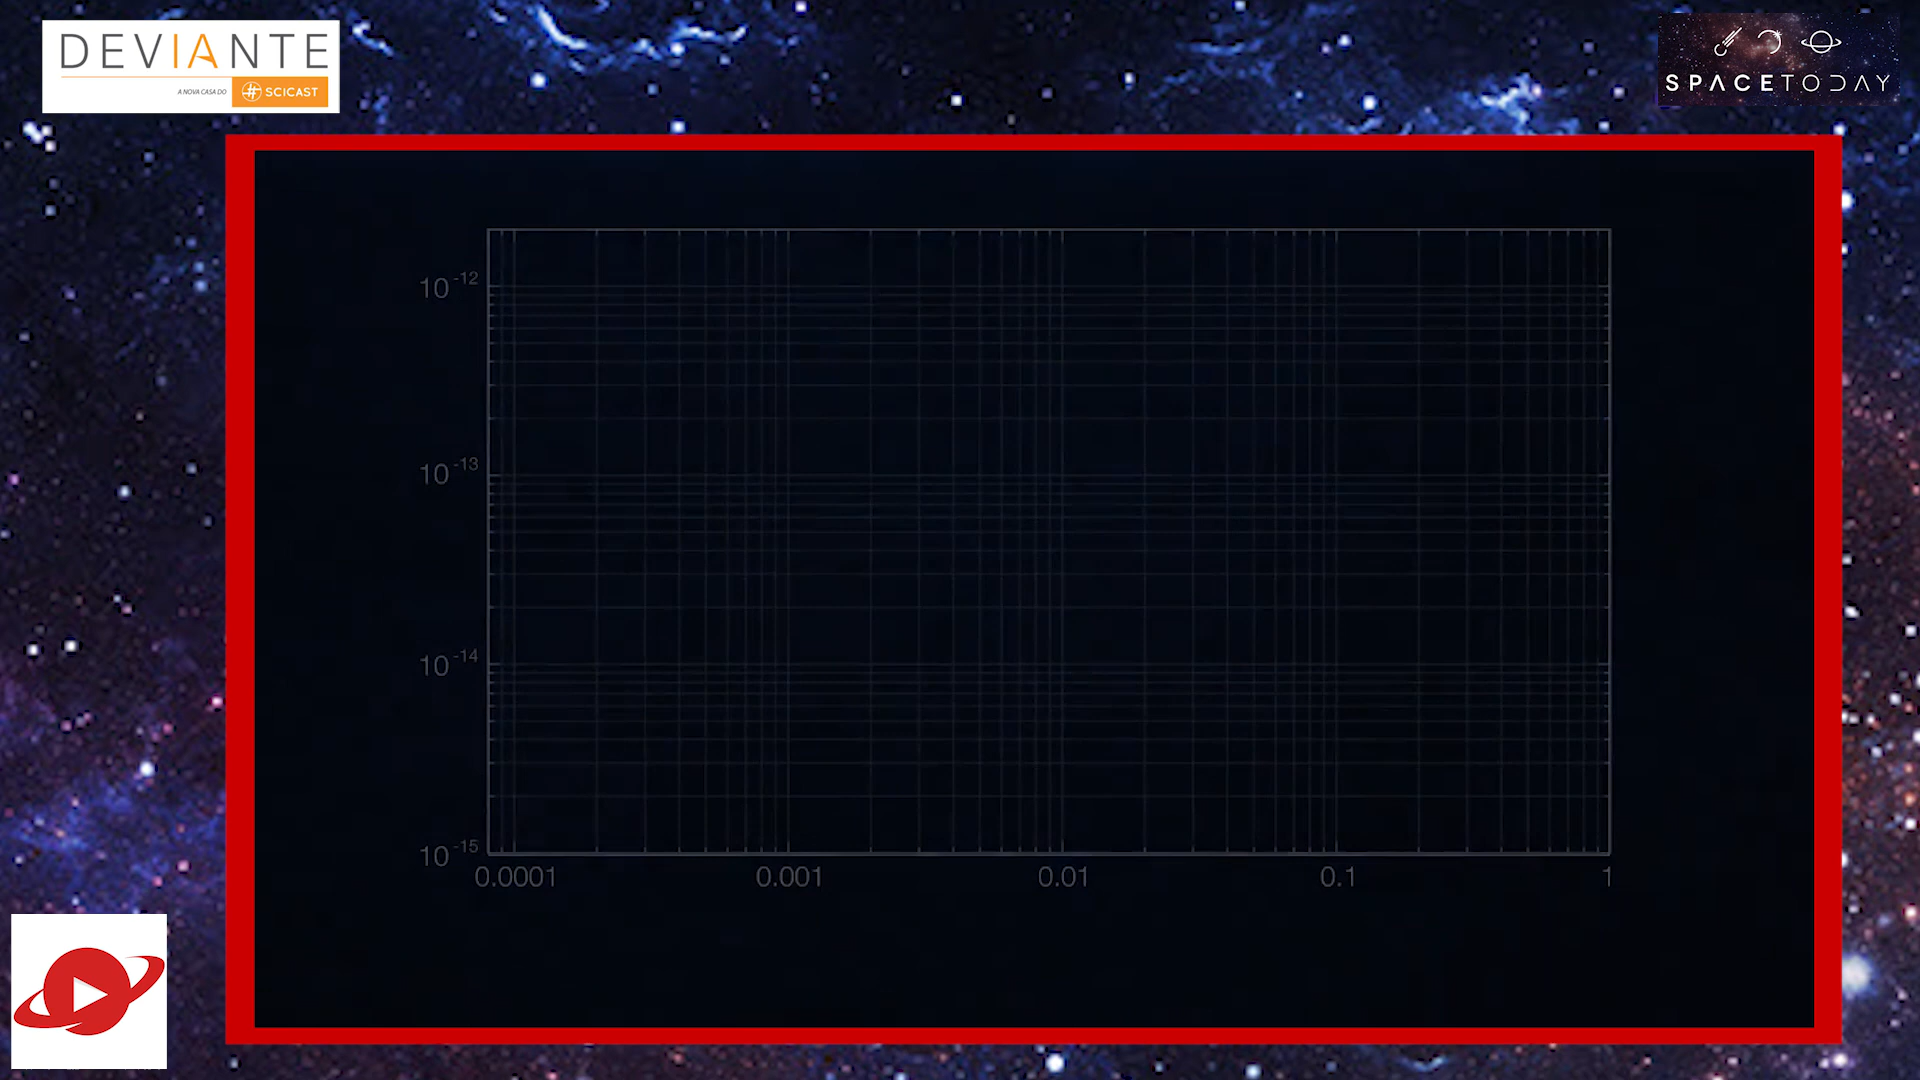 DEVIANTE
A NOVA CASA DO
SCICAST
SPACETODAY
10-12
10-13
10-14
10-15
0.0001 0.001 0.01 0.1 1